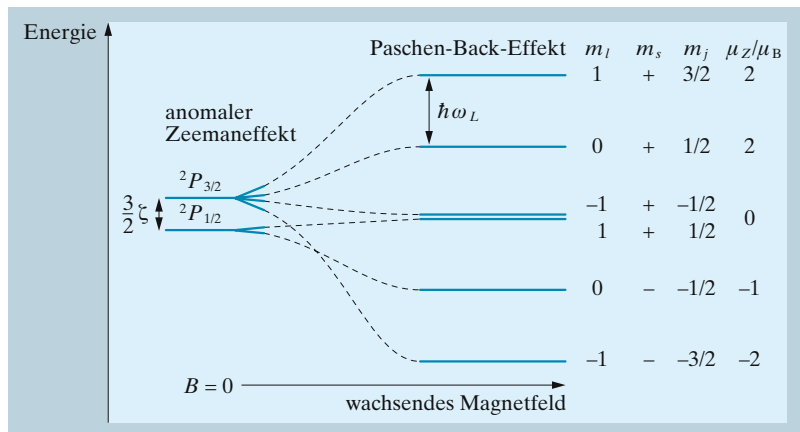 Energie
Paschen-Back-Effekt m_l m_s m_j μ_Z/μ_B
1 + 3/2 2
anomaler
Zeemaneffekt
ħω_L
0 + 1/2 2
²P₃/₂
–1 + –1/2
3/2 ζ
²P₁/₂
0
1 + 1/2
0 – –1/2 –1
–1 – –3/2 –2
B = 0
wachsendes Magnetfeld